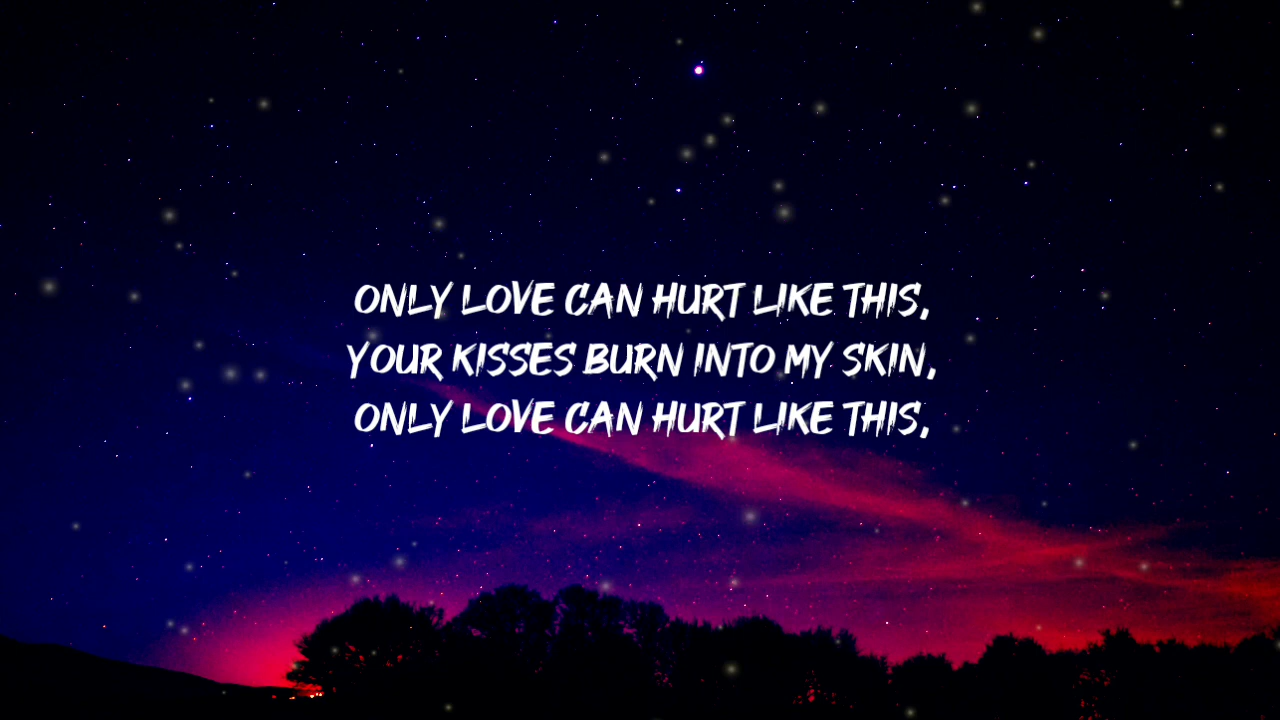 ONLY LOVE CAN HURT LIKE THIS,
YOUR KISSES BURN INTO MY SKIN,
ONLY LOVE CAN HURT LIKE THIS,